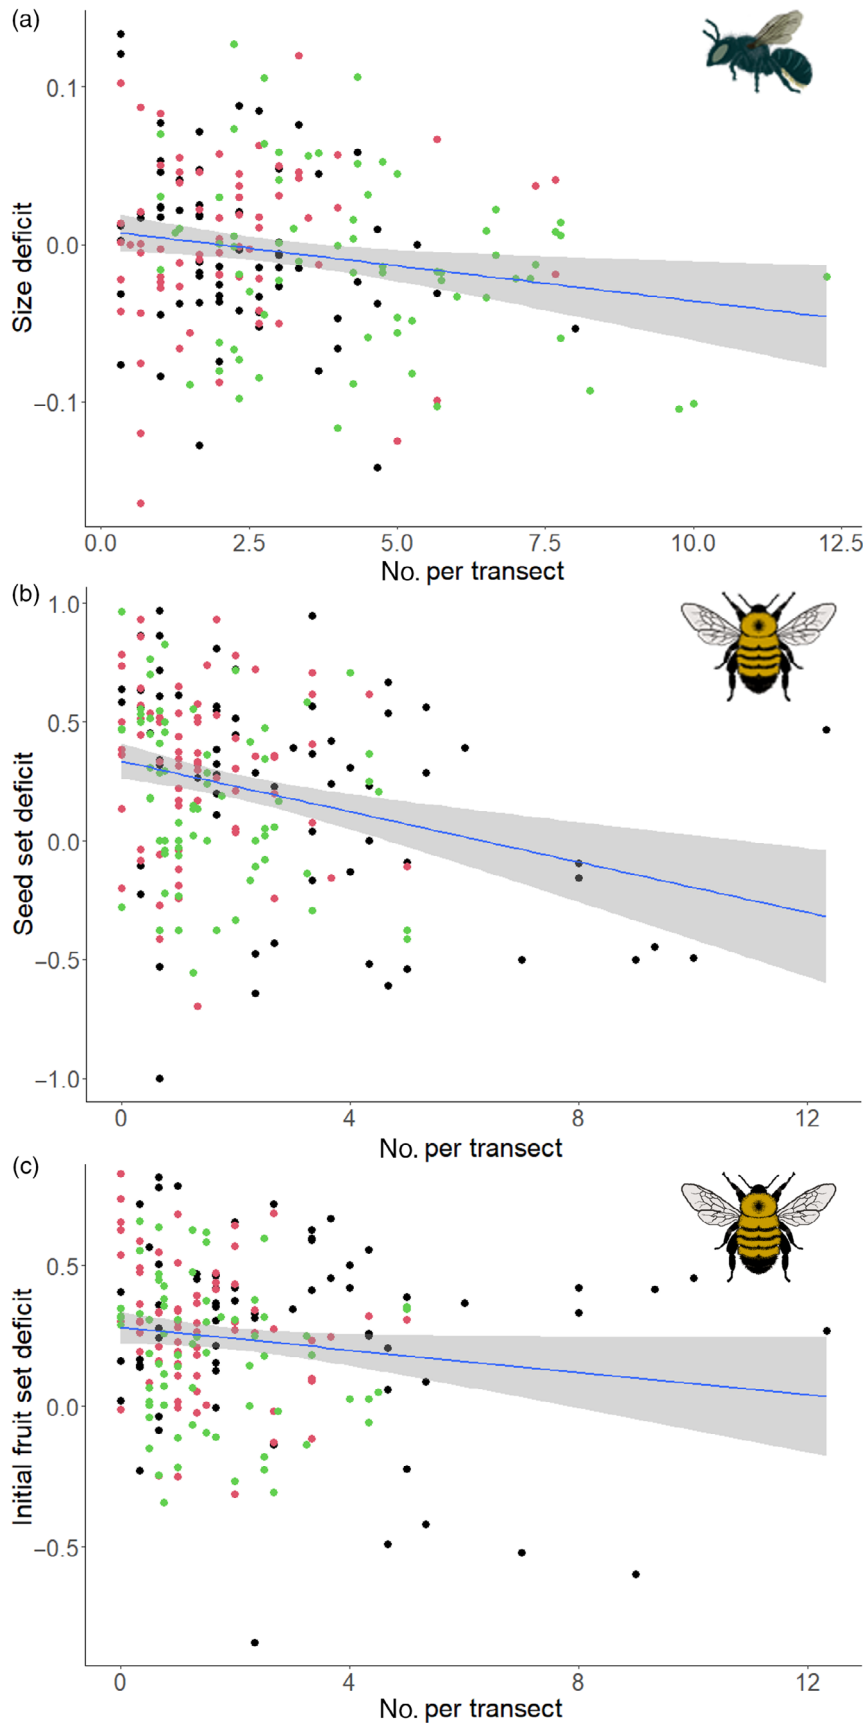 (a)
0.1
0.0
−0.1
Size deficit
0.0 2.5 5.0 7.5 10.0 12.5
No. per transect
(b)
1.0
0.5
0.0
−0.5
−1.0
Seed set deficit
0 4 8 12
No. per transect
(c)
0.5
0.0
−0.5
Initial fruit set deficit
0 4 8 12
No. per transect